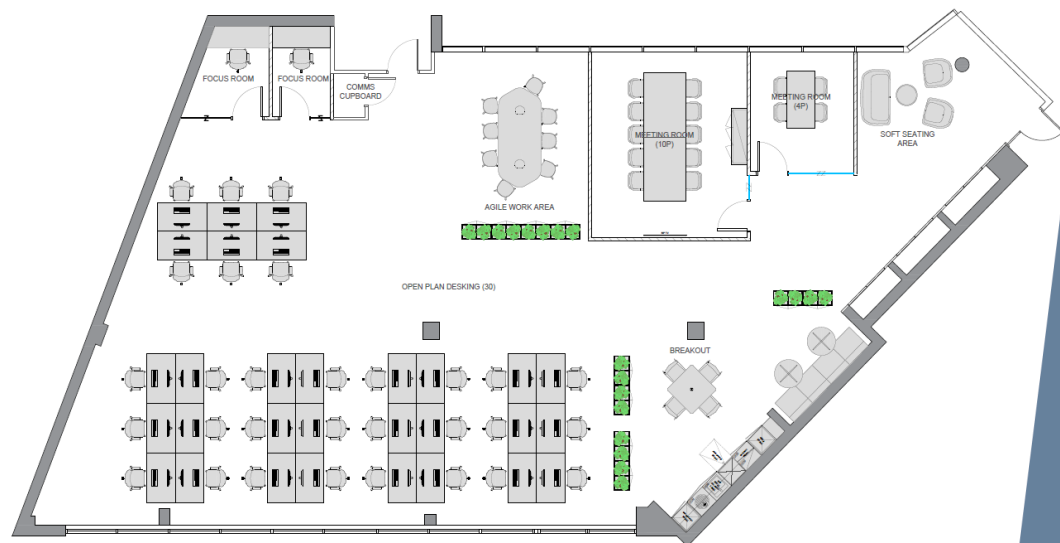 FOCUS ROOM
FOCUS ROOM
COMMS
CUPBOARD
MEETING ROOM
(4P)
MEETING ROOM
(10P)
SOFT SEATING
AREA
AGILE WORK AREA
OPEN PLAN DESKING (30)
BREAKOUT